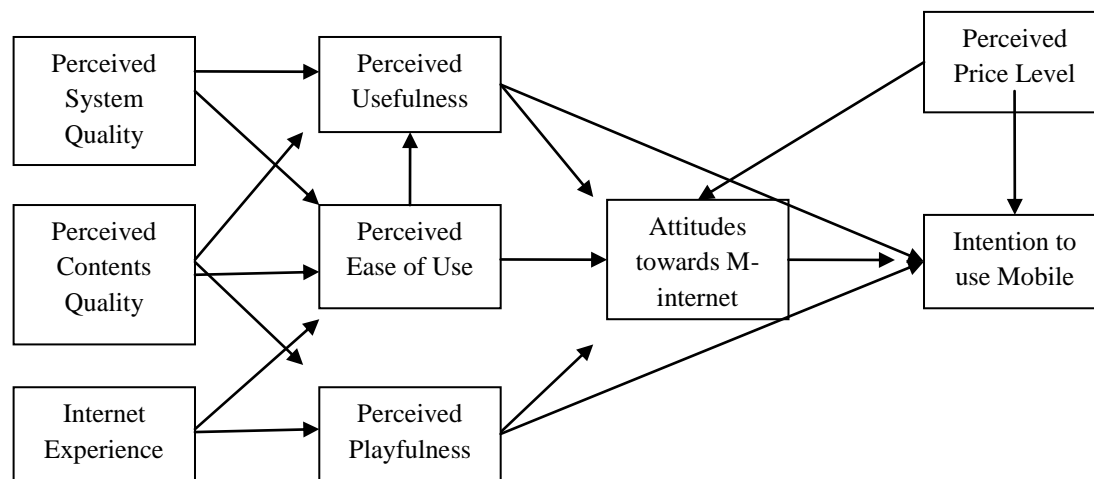 Perceived
System
Quality
Perceived
Usefulness
Perceived
Price Level
Perceived
Contents
Quality
Perceived
Ease of Use
Attitudes
towards M-
internet
Intention to
use Mobile
Internet
Experience
Perceived
Playfulness